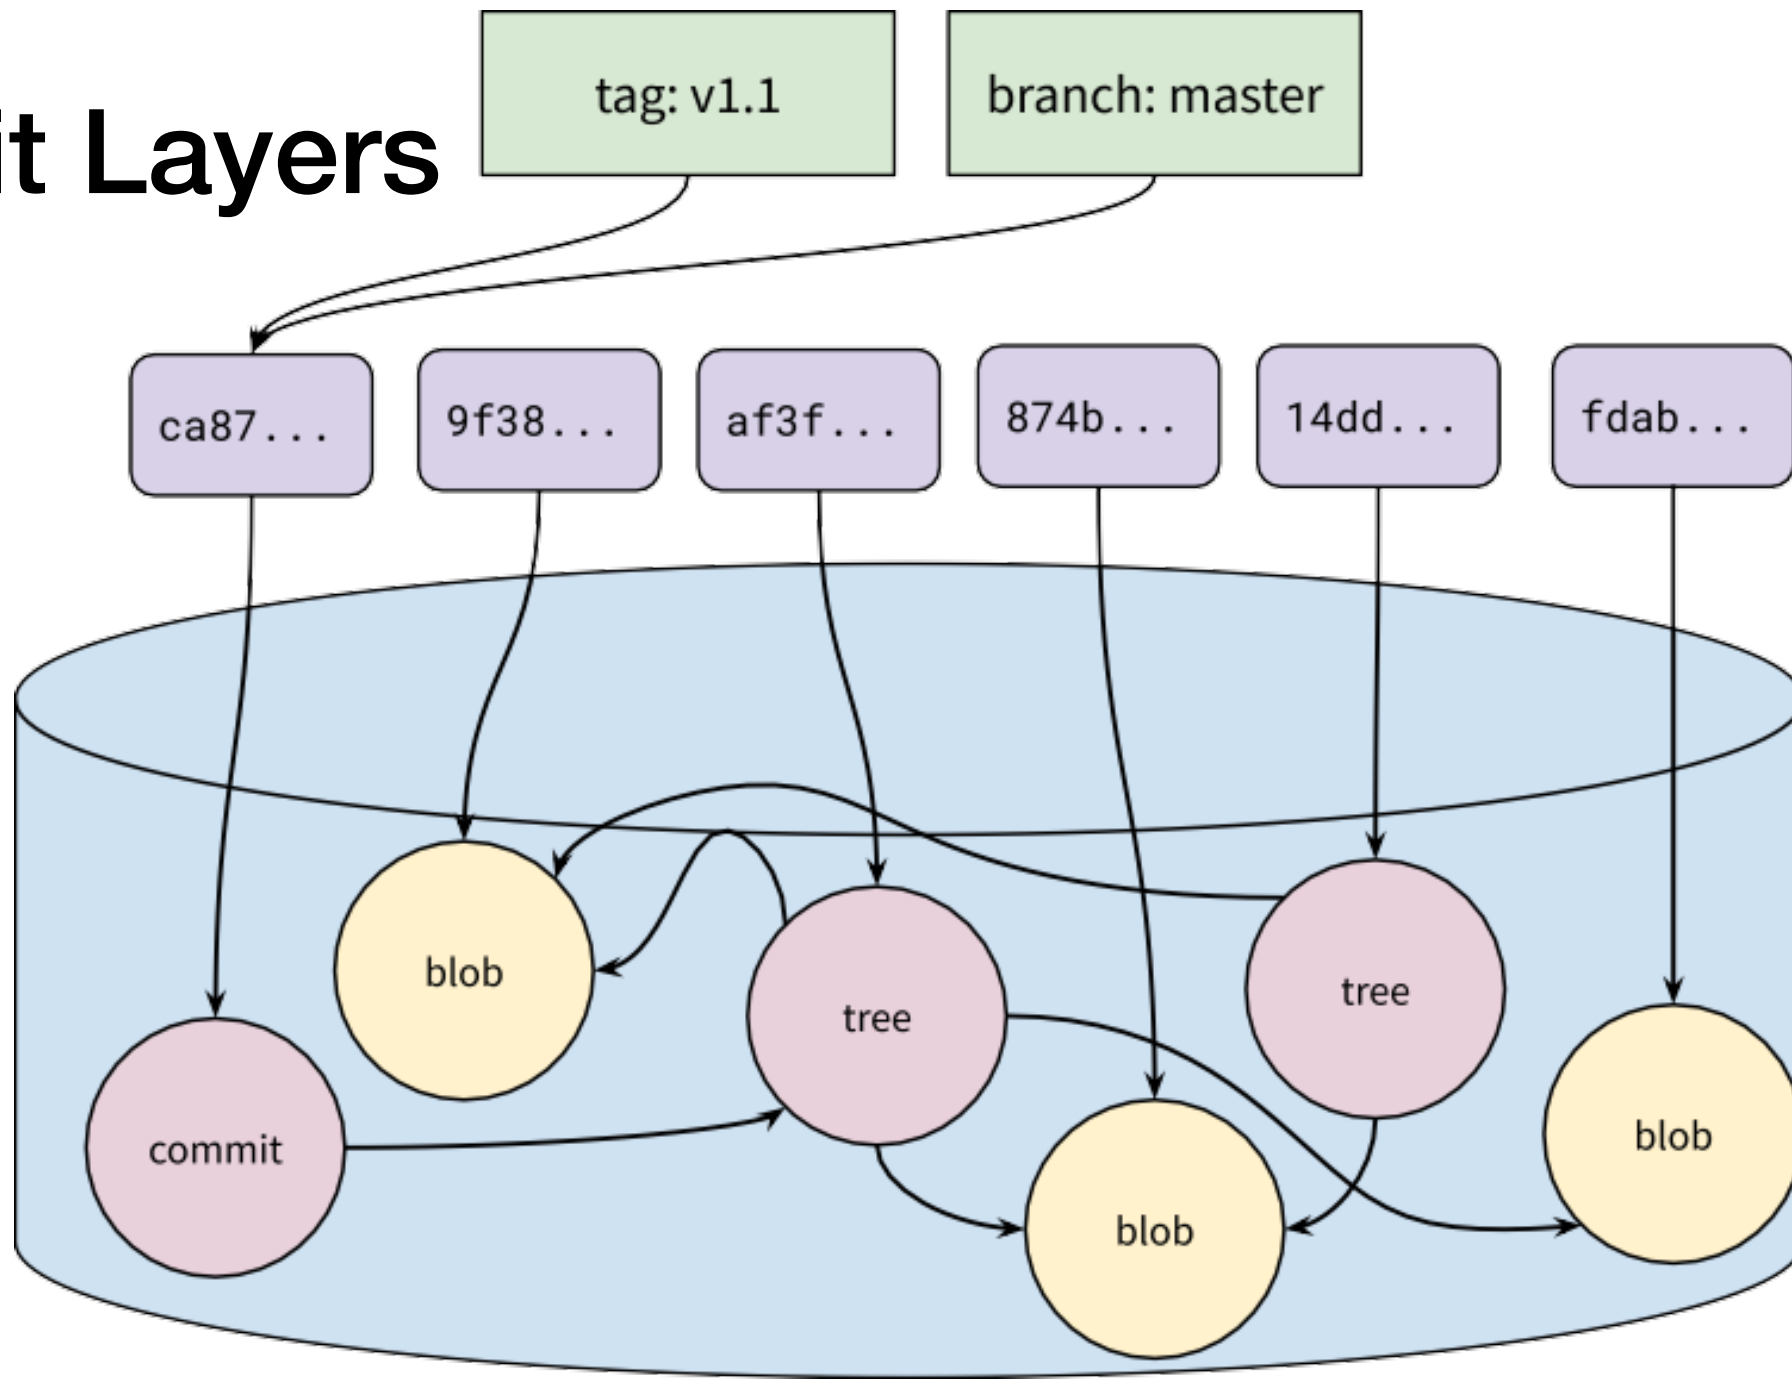 it Layers
tag: v1.1
branch: master
ca87...
9f38...
af3f...
874b...
14dd...
fdab...
blob
tree
tree
commit
blob
blob